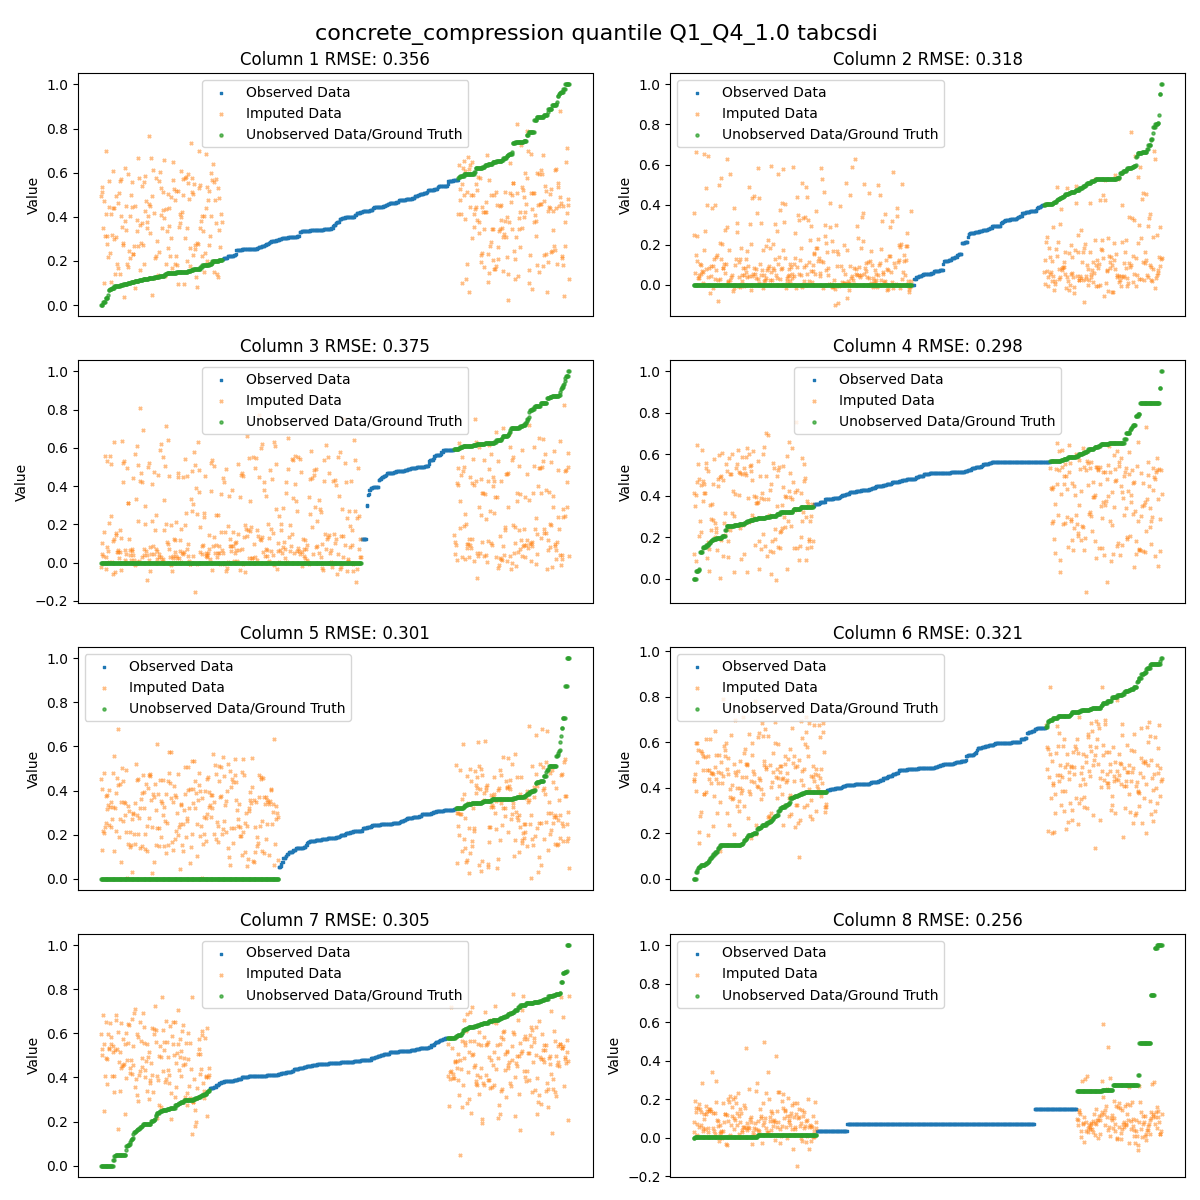 concrete_compression quantile Q1_Q4_1.0 tabcsdi
Column 1 RMSE: 0.356
Value
1.0
0.8
0.6
0.4
0.2
0.0
Observed Data
Imputed Data
Unobserved Data/Ground Truth
Column 2 RMSE: 0.318
Value
1.0
0.8
0.6
0.4
0.2
0.0
Observed Data
Imputed Data
Unobserved Data/Ground Truth
Column 3 RMSE: 0.375
Value
1.0
0.8
0.6
0.4
0.2
0.0
−0.2
Observed Data
Imputed Data
Unobserved Data/Ground Truth
Column 4 RMSE: 0.298
Value
1.0
0.8
0.6
0.4
0.2
0.0
Observed Data
Imputed Data
Unobserved Data/Ground Truth
Column 5 RMSE: 0.301
Value
1.0
0.8
0.6
0.4
0.2
0.0
Observed Data
Imputed Data
Unobserved Data/Ground Truth
Column 6 RMSE: 0.321
Value
1.0
0.8
0.6
0.4
0.2
0.0
Observed Data
Imputed Data
Unobserved Data/Ground Truth
Column 7 RMSE: 0.305
Value
1.0
0.8
0.6
0.4
0.2
0.0
Observed Data
Imputed Data
Unobserved Data/Ground Truth
Column 8 RMSE: 0.256
Value
1.0
0.8
0.6
0.4
0.2
0.0
−0.2
Observed Data
Imputed Data
Unobserved Data/Ground Truth